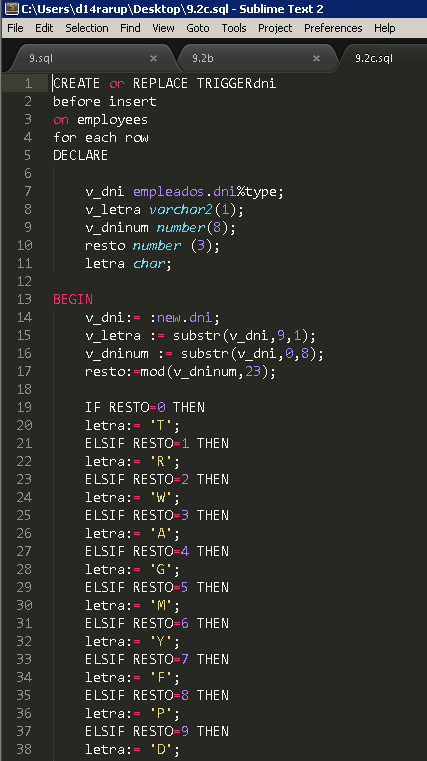 C:\Users\d14rarup\Desktop\9.2c.sql - Sublime Text 2
File Edit Selection Find View Goto Tools Project Preferences Help
9.sql × 9.2b × 9.2c.sql
1 CREATE or REPLACE TRIGGERdni
2 before insert
3 on employees
4 for each row
5 DECLARE
6
7 v_dni empleados.dni%type;
8 v_letra varchar2(1);
9 v_dninum number(8);
10 resto number (3);
11 letra char;
12
13 BEGIN
14 v_dni:= :new.dni;
15 v_letra := substr(v_dni,9,1);
16 v_dninum := substr(v_dni,0,8);
17 resto:=mod(v_dninum,23);
18
19 IF RESTO=0 THEN
20 letra:= 'T';
21 ELSIF RESTO=1 THEN
22 letra:= 'R';
23 ELSIF RESTO=2 THEN
24 letra:= 'W';
25 ELSIF RESTO=3 THEN
26 letra:= 'A';
27 ELSIF RESTO=4 THEN
28 letra:= 'G';
29 ELSIF RESTO=5 THEN
30 letra:= 'M';
31 ELSIF RESTO=6 THEN
32 letra:= 'Y';
33 ELSIF RESTO=7 THEN
34 letra:= 'F';
35 ELSIF RESTO=8 THEN
36 letra:= 'P';
37 ELSIF RESTO=9 THEN
38 letra:= 'D';